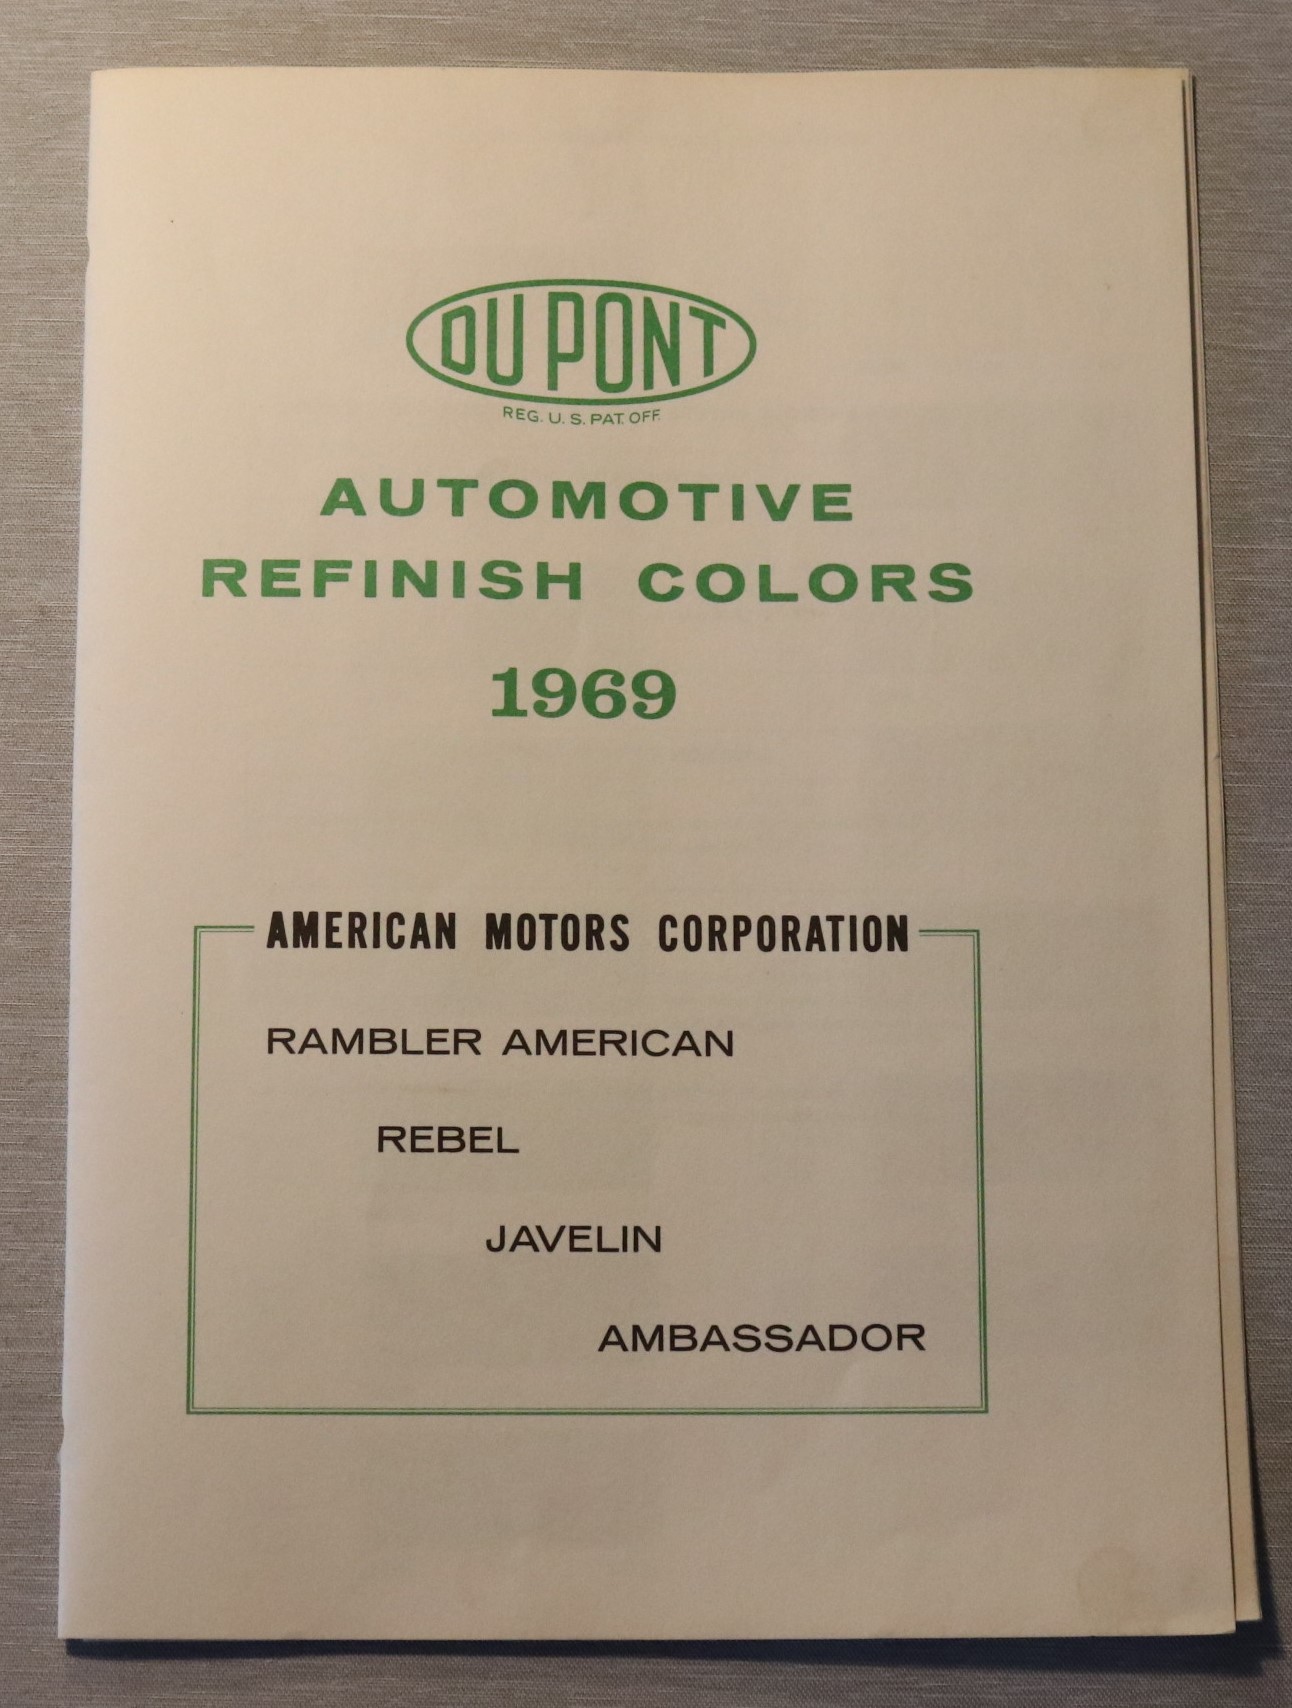 DU PONT
REG. U. S. PAT. OFF.
AUTOMOTIVE
REFINISH COLORS
1969
AMERICAN MOTORS CORPORATION
RAMBLER AMERICAN
REBEL
JAVELIN
AMBASSADOR